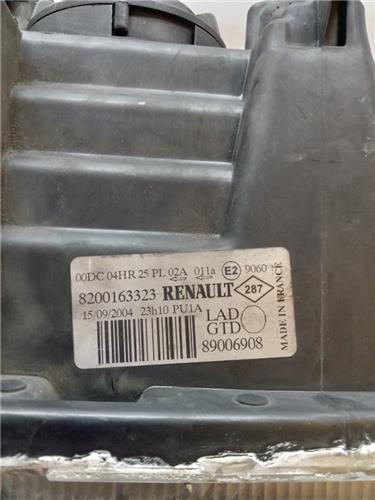 00DC 04HR 25 PL 02A 011a E2 9060
8200163323 RENAULT 287
15/09/2004 23h10 PU1A
LAD
GTD
89006908
MADE IN FRANCE